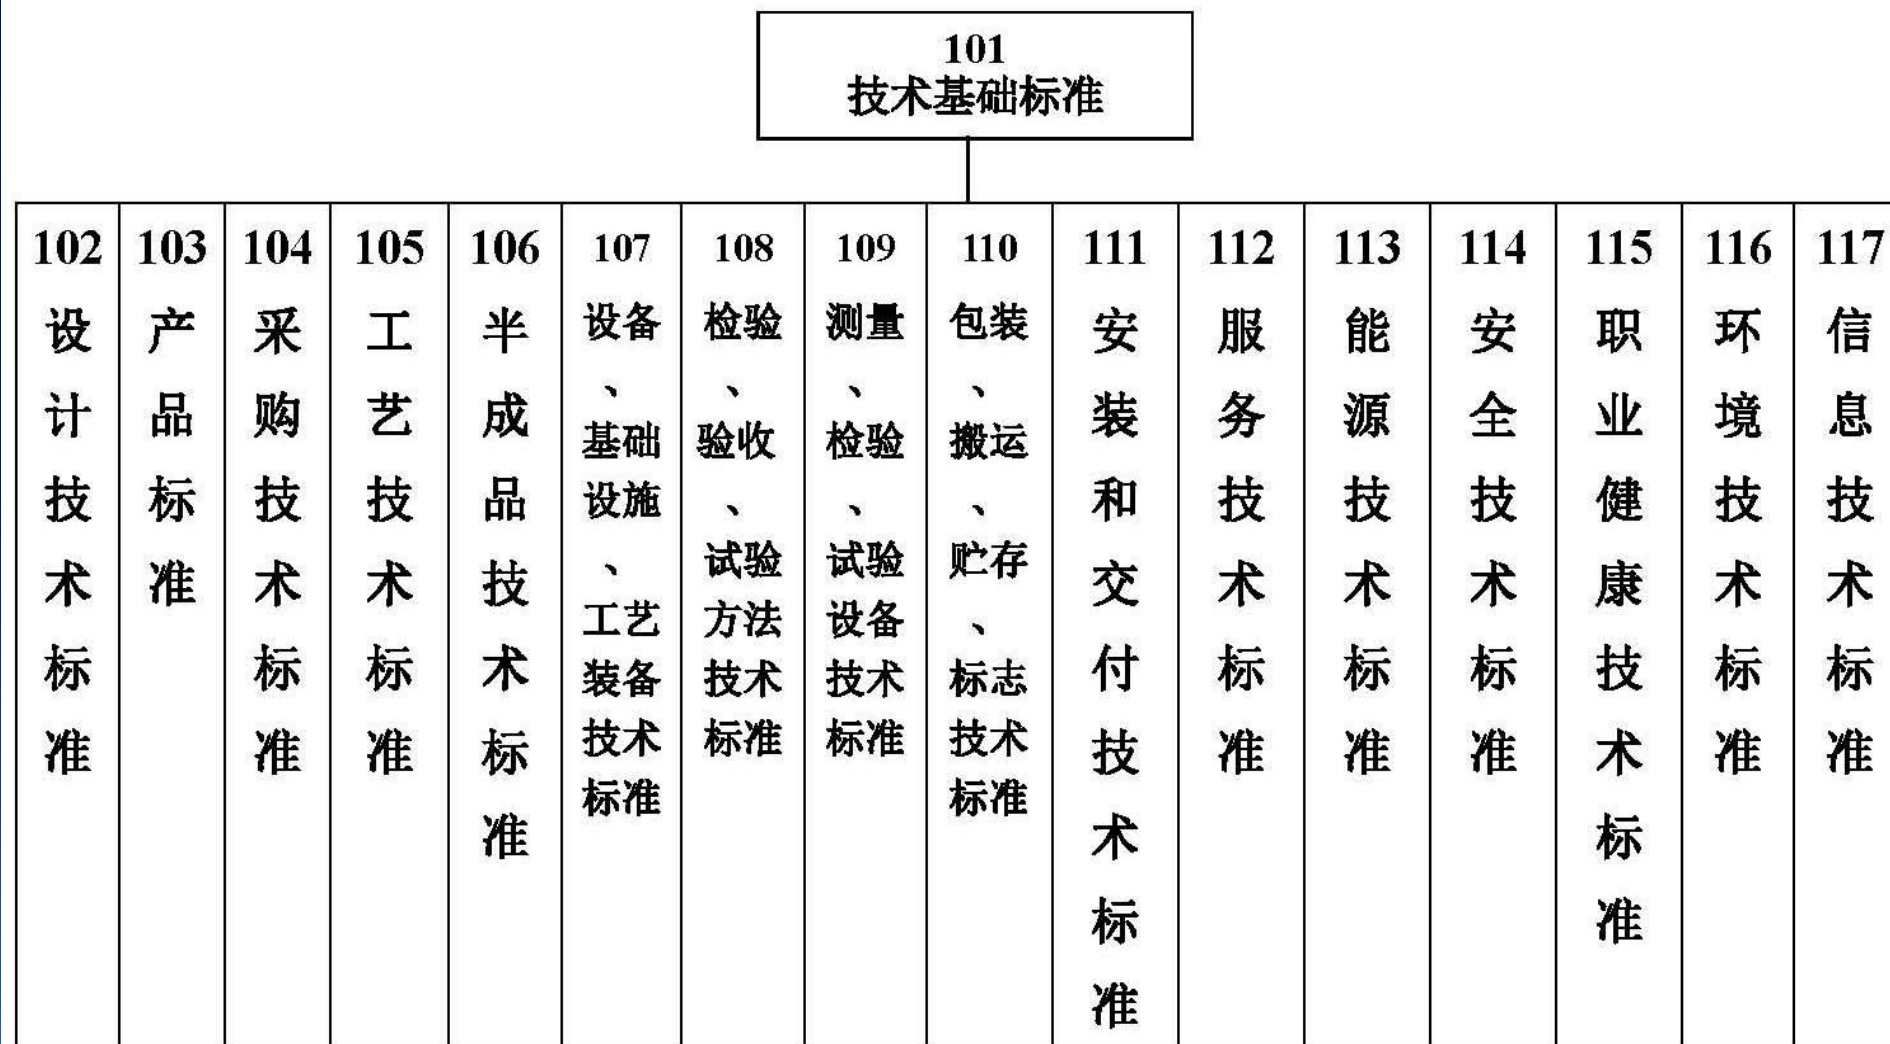 101
技术基础标准
102
设计技术标准
103
产品标准
104
采购技术标准
105
工艺技术标准
106
半成品技术标准
107
设备
、
基础
设施
、
工艺
装备
技术
标准
108
检验
、
验收
、
试验
方法
技术
标准
109
测量
、
检验
、
试验
设备
技术
标准
110
包装
、
搬运
、
贮存
、
标志
技术
标准
111
安装和交付技术标准
112
服务技术标准
113
能源技术标准
114
安全技术标准
115
职业健康技术标准
116
环境技术标准
117
信息技术标准